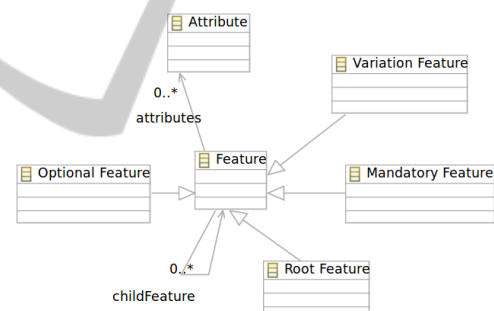 Attribute
Variation Feature
0..*
attributes
Feature
Optional Feature
Mandatory Feature
0..*
Root Feature
childFeature